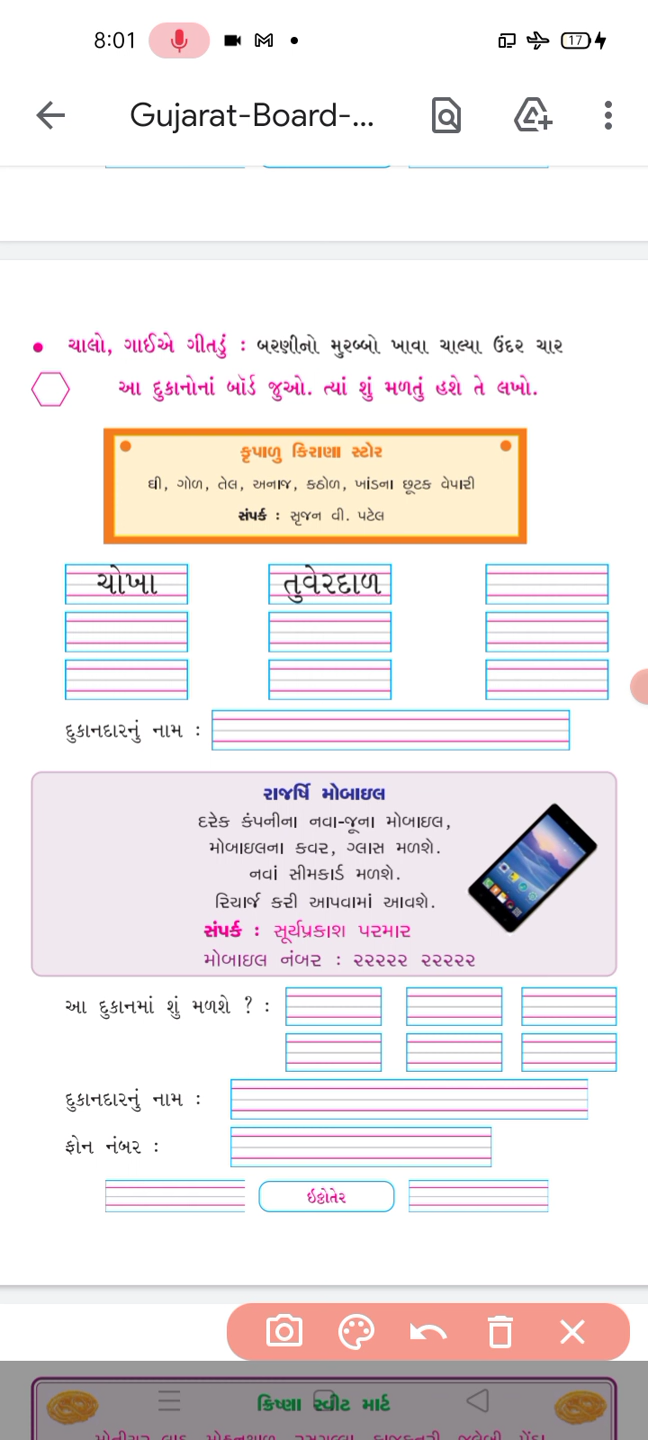 8:01
17
Gujarat-Board-...
• ચાલો, ગાઈએ ગીતડું : બરણીનો મુરબ્બો ખાવા ચાલ્યા ઉંદર ચાર
આ દુકાનોનાં બૉર્ડ જુઓ. ત્યાં શું મળતું હશે તે લખો.
કૃપાળુ કિરાણા સ્ટોર
ઘી, ગોળ, તેલ, અનાજ, કઠોળ, ખાંડના છૂટક વેપારી
સંપર્ક : સૃજન વી. પટેલ
ચોખા તુવેરદાળ
દુકાનદારનું નામ :
રાજર્ષિ મોબાઇલ
દરેક કંપનીના નવા-જૂના મોબાઇલ,
મોબાઇલના કવર, ગ્લાસ મળશે.
નવાં સીમકાર્ડ મળશે.
રિચાર્જ કરી આપવામાં આવશે.
સંપર્ક : સૂર્યપ્રકાશ પરમાર
મોબાઇલ નંબર : ૨૨૨૨૨ ૨૨૨૨૨
આ દુકાનમાં શું મળશે ? :
દુકાનદારનું નામ :
ફોન નંબર :
ઇકોતેર
ક્રિષ્ણા સ્વીટ માર્ટ